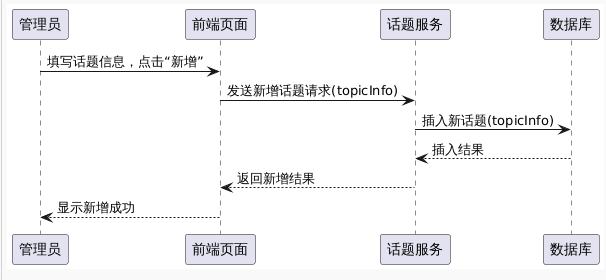 管理员 前端页面 话题服务 数据库
填写话题信息，点击“新增”
发送新增话题请求(topicInfo)
插入新话题(topicInfo)
插入结果
返回新增结果
显示新增成功
管理员 前端页面 话题服务 数据库